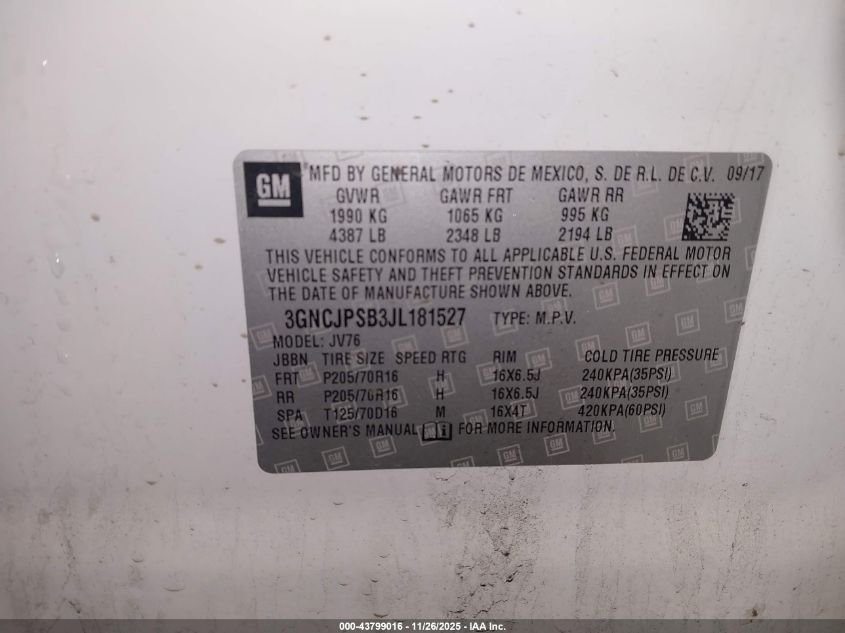 GM
MFD BY GENERAL MOTORS DE MEXICO, S. DE R.L. DE C.V. 09/17
GVWR GAWR FRT GAWR RR
1990 KG 1065 KG 995 KG
4387 LB 2348 LB 2194 LB
THIS VEHICLE CONFORMS TO ALL APPLICABLE U.S. FEDERAL MOTOR
VEHICLE SAFETY AND THEFT PREVENTION STANDARDS IN EFFECT ON
THE DATE OF MANUFACTURE SHOWN ABOVE.
3GNCJPSB3JL181527 TYPE: M.P.V.
MODEL: JV76
JBBN TIRE SIZE SPEED RTG RIM COLD TIRE PRESSURE
FRT P205/70R16 H 16X6.5J 240KPA(35PSI)
RR P205/70R16 H 16X6.5J 240KPA(35PSI)
SPA T125/70D16 M 16X4T 420KPA(60PSI)
SEE OWNER'S MANUAL FOR MORE INFORMATION.
000-43799016 - 11/26/2025 - IAA Inc.